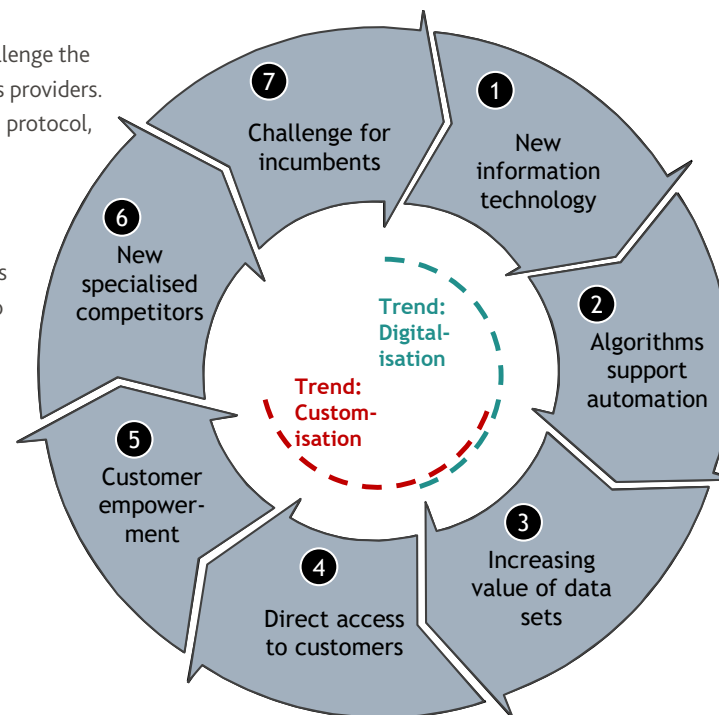 llenge the
s providers.
protocol,
s
7
Challenge for
incumbents
1
New
information
technology
2
Algorithms
support
automation
3
Increasing
value of data
sets
4
Direct access
to customers
5
Customer
empower-
ment
6
New
specialised
competitors
Trend:
Digital-
isation
Trend:
Custom-
isation